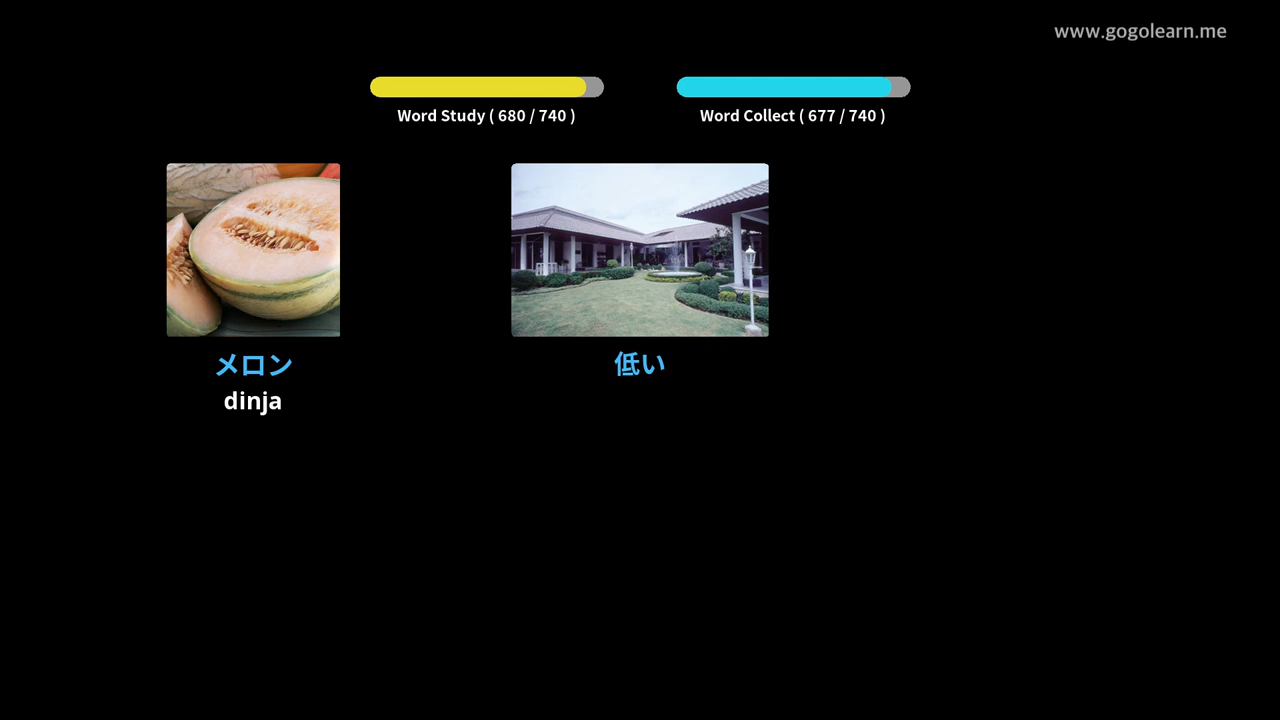 www.gogolearn.me
Word Study ( 680 / 740 )
Word Collect ( 677 / 740 )
メロン
dinja
低い